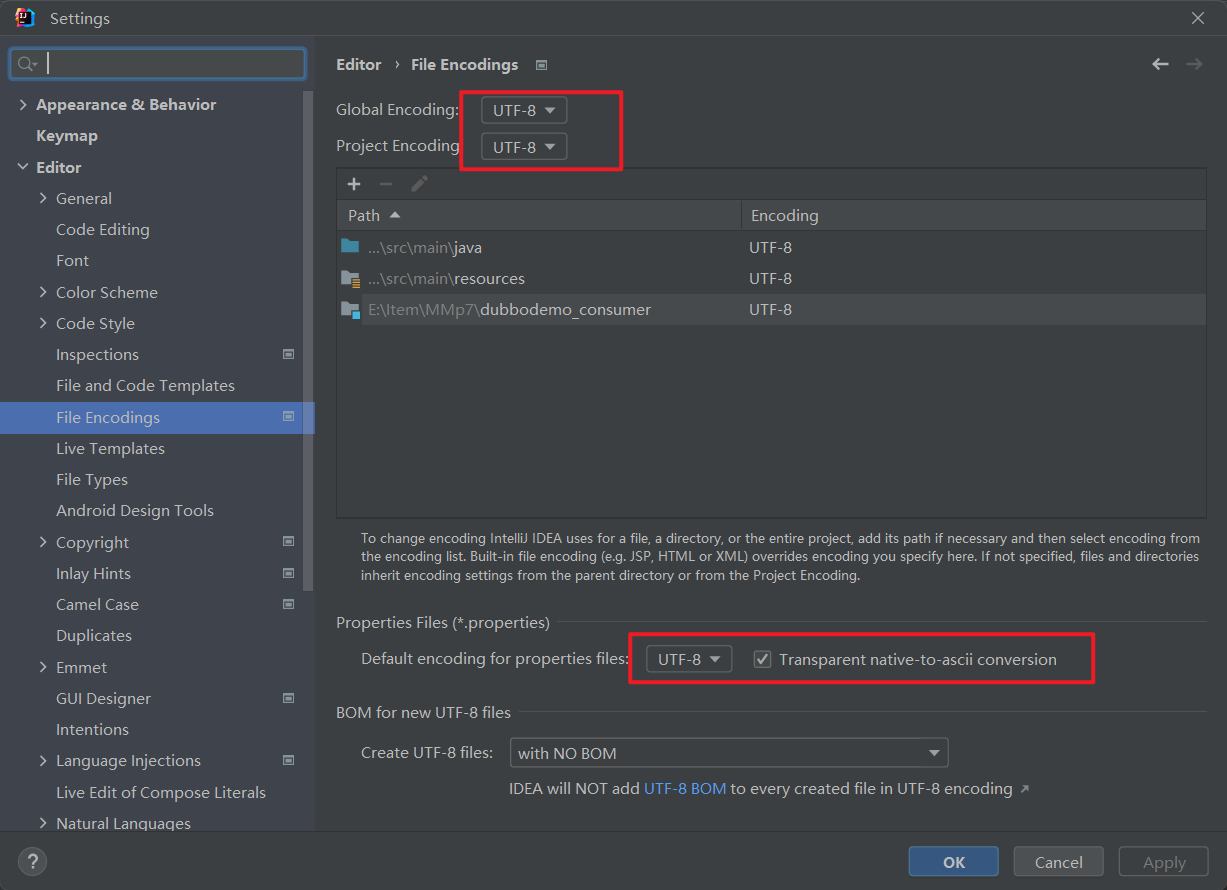 Settings
Appearance & Behavior
Keymap
Editor
General
Code Editing
Font
Color Scheme
Code Style
Inspections
File and Code Templates
File Encodings
Live Templates
File Types
Android Design Tools
Copyright
Inlay Hints
Camel Case
Duplicates
Emmet
GUI Designer
Intentions
Language Injections
Live Edit of Compose Literals
Natural Languages
Editor › File Encodings
Global Encoding: UTF-8
Project Encoding UTF-8
Path Encoding
...\src\main\java UTF-8
...\src\main\resources UTF-8
E:\Item\MMp7\dubbodemo_consumer UTF-8
To change encoding IntelliJ IDEA uses for a file, a directory, or the entire project, add its path if necessary and then select encoding from
the encoding list. Built-in file encoding (e.g. JSP, HTML or XML) overrides encoding you specify here. If not specified, files and directories
inherit encoding settings from the parent directory or from the Project Encoding.
Properties Files (*.properties)
Default encoding for properties files: UTF-8 Transparent native-to-ascii conversion
BOM for new UTF-8 files
Create UTF-8 files: with NO BOM
IDEA will NOT add UTF-8 BOM to every created file in UTF-8 encoding ↗
? OK Cancel Apply